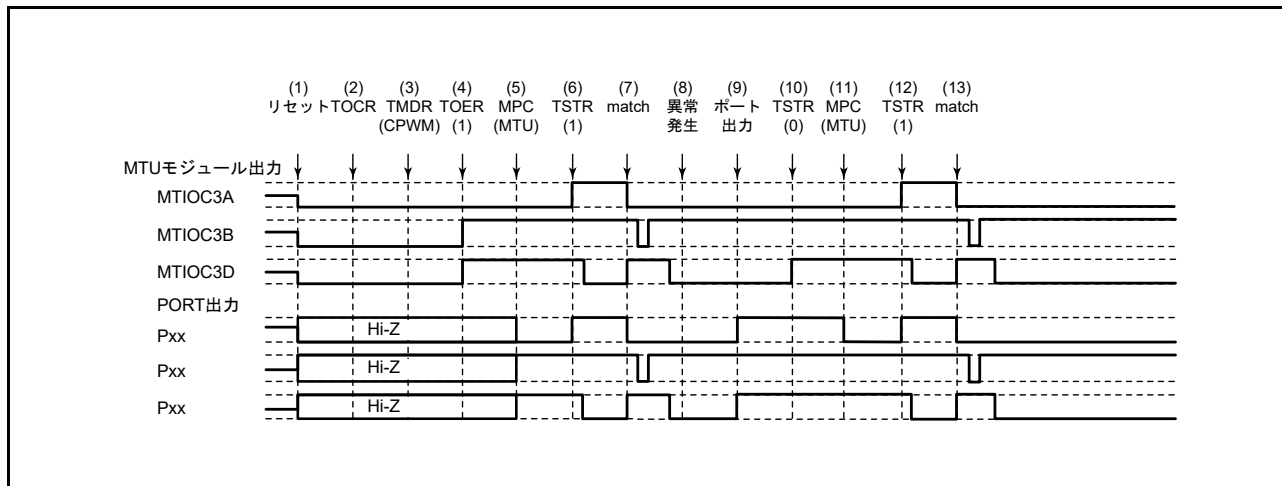 (1) (2) (3) (4) (5) (6) (7) (8) (9) (10) (11) (12) (13)
リセット TOCR TMDR TOER MPC TSTR match 異常 ポート TSTR MPC TSTR match
(CPWM) (1) (MTU) (1) 発生 出力 (0) (MTU) (1)
MTUモジュール出力
MTIOC3A
MTIOC3B
MTIOC3D
PORT出力
Pxx Hi-Z
Pxx Hi-Z
Pxx Hi-Z